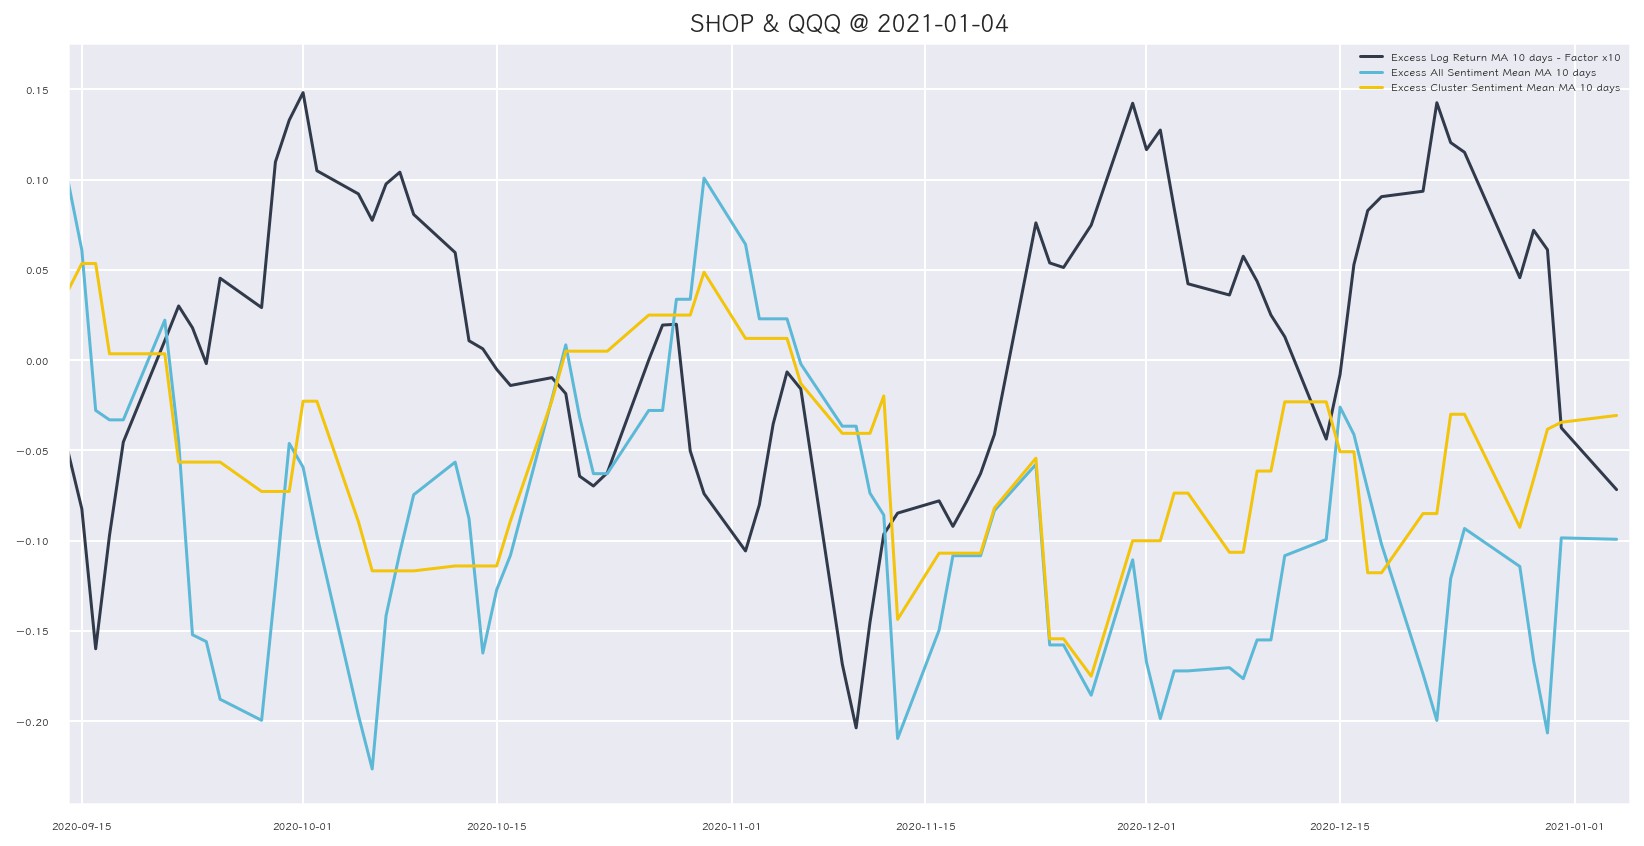 SHOP & QQQ @ 2021-01-04
Excess Log Return MA 10 days - Factor x10
Excess All Sentiment Mean MA 10 days
Excess Cluster Sentiment Mean MA 10 days
0.15
0.10
0.05
0.00
−0.05
−0.10
−0.15
−0.20
2020-09-15 2020-10-01 2020-10-15 2020-11-01 2020-11-15 2020-12-01 2020-12-15 2021-01-01